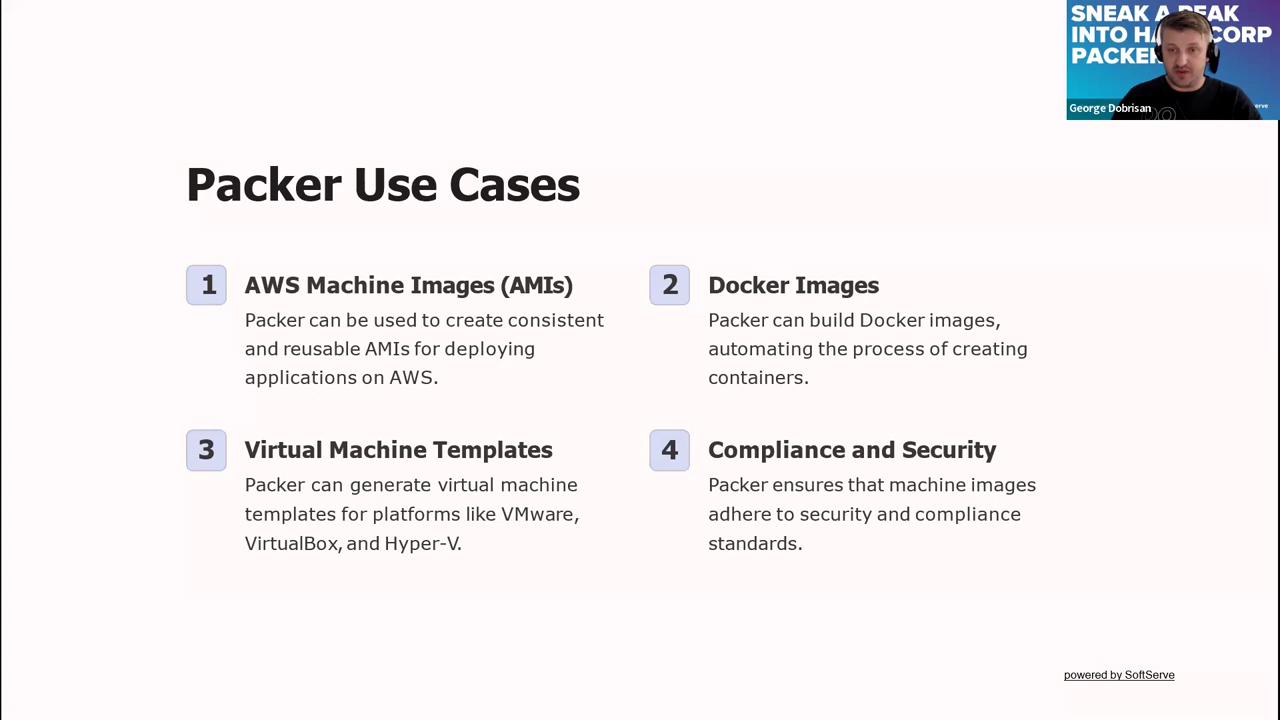 SNEAK A PEAK
INTO HA CORP
PACKER
George Dobrisan
erve
Packer Use Cases
1
AWS Machine Images (AMIs)
Packer can be used to create consistent
and reusable AMIs for deploying
applications on AWS.
2
Docker Images
Packer can build Docker images,
automating the process of creating
containers.
3
Virtual Machine Templates
Packer can generate virtual machine
templates for platforms like VMware,
VirtualBox, and Hyper-V.
4
Compliance and Security
Packer ensures that machine images
adhere to security and compliance
standards.
powered by SoftServe